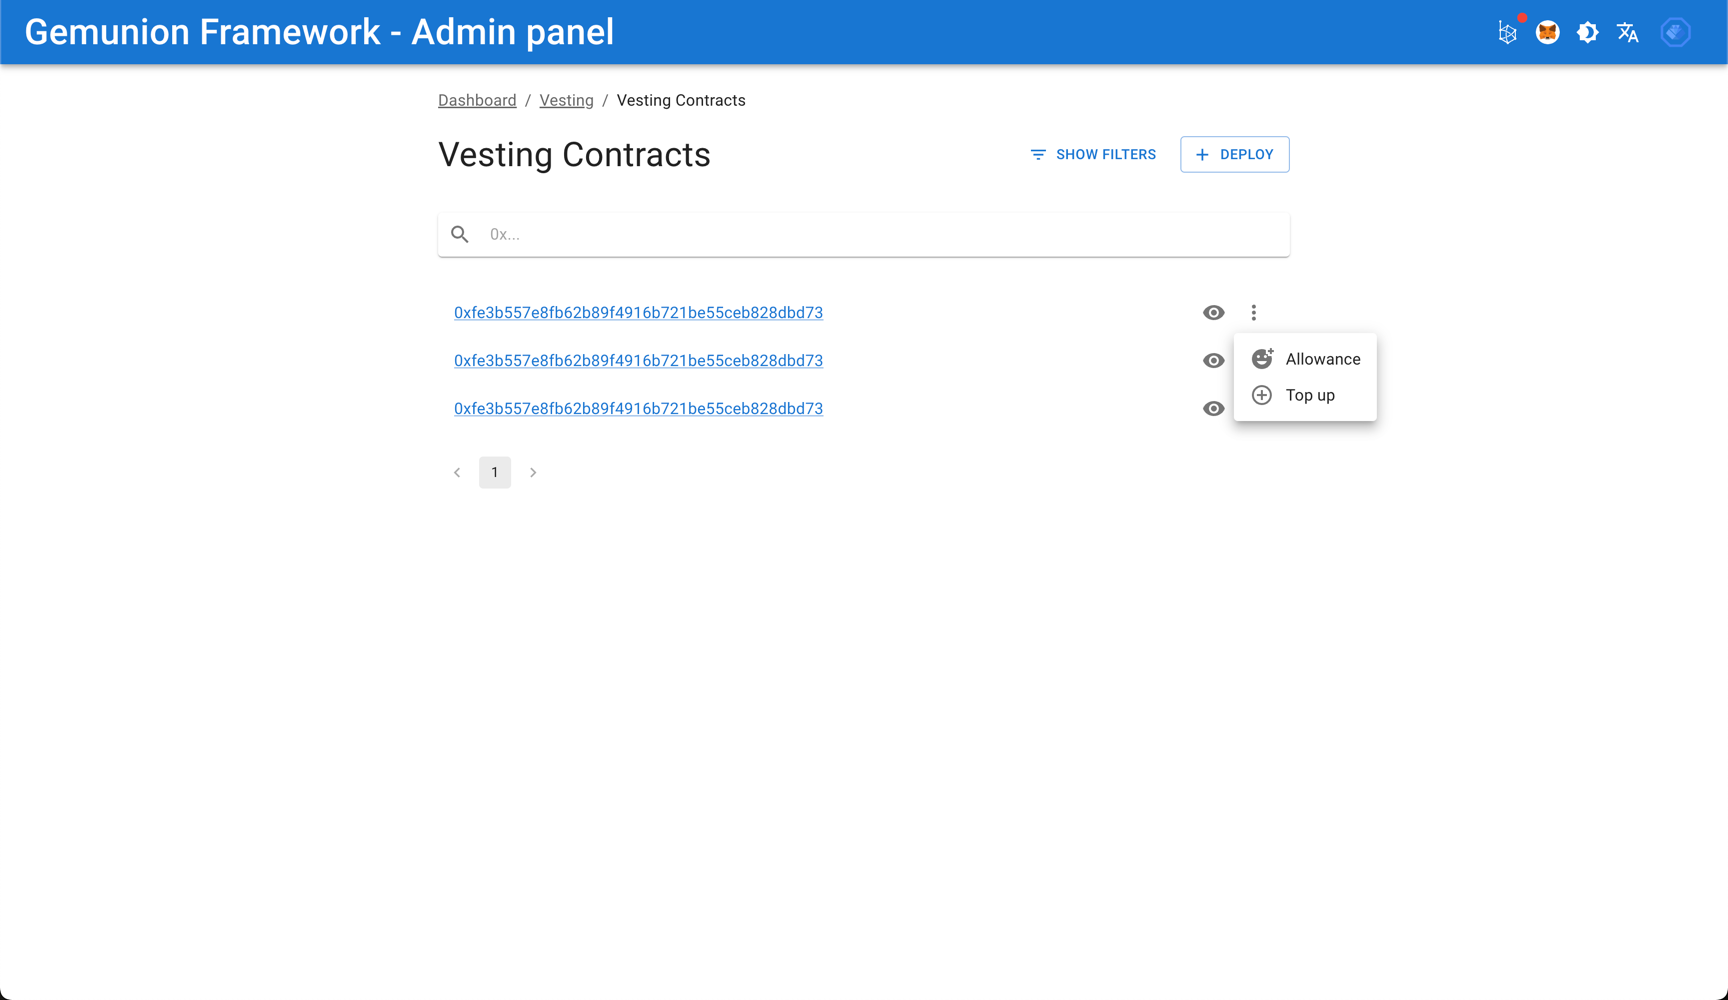 Gemunion Framework - Admin panel
Dashboard / Vesting / Vesting Contracts
Vesting Contracts
SHOW FILTERS
DEPLOY
0x...
0xfe3b557e8fb62b89f4916b721be55ceb828dbd73
0xfe3b557e8fb62b89f4916b721be55ceb828dbd73
Allowance
0xfe3b557e8fb62b89f4916b721be55ceb828dbd73
Top up
1